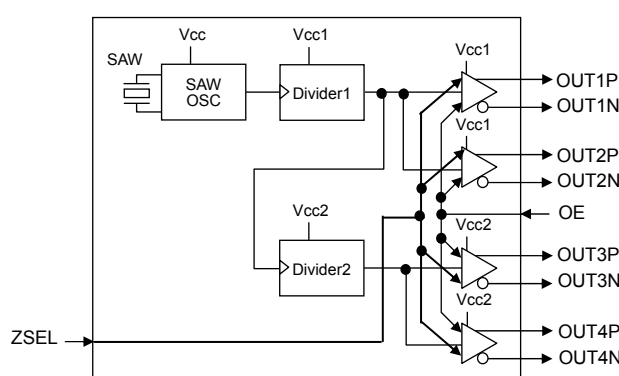 Vcc
Vcc1
SAW
SAW
OSC
Divider1
Vcc1
OUT1P
OUT1N
Vcc1
OUT2P
OUT2N
OE
Vcc2
Divider2
Vcc2
OUT3P
OUT3N
Vcc2
OUT4P
OUT4N
ZSEL